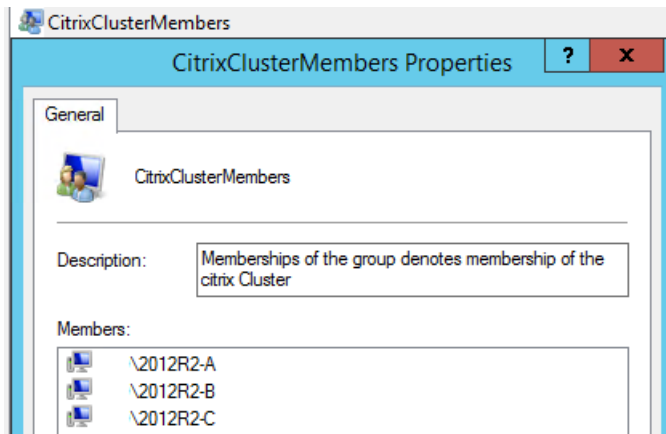 CitrixClusterMembers
CitrixClusterMembers Properties
? x
General
CitrixClusterMembers
Description:
Memberships of the group denotes membership of the
citrix Cluster
Members:
\2012R2-A
\2012R2-B
\2012R2-C